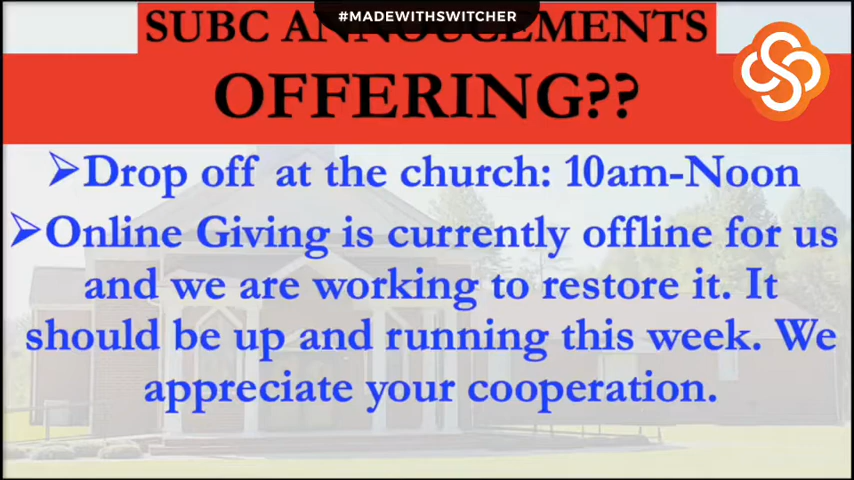 #MADEWITHSWITCHER
SUBC ANNOUCEMENTS
OFFERING??
➢Drop off at the church: 10am-Noon
➢Online Giving is currently offline for us
and we are working to restore it. It
should be up and running this week. We
appreciate your cooperation.